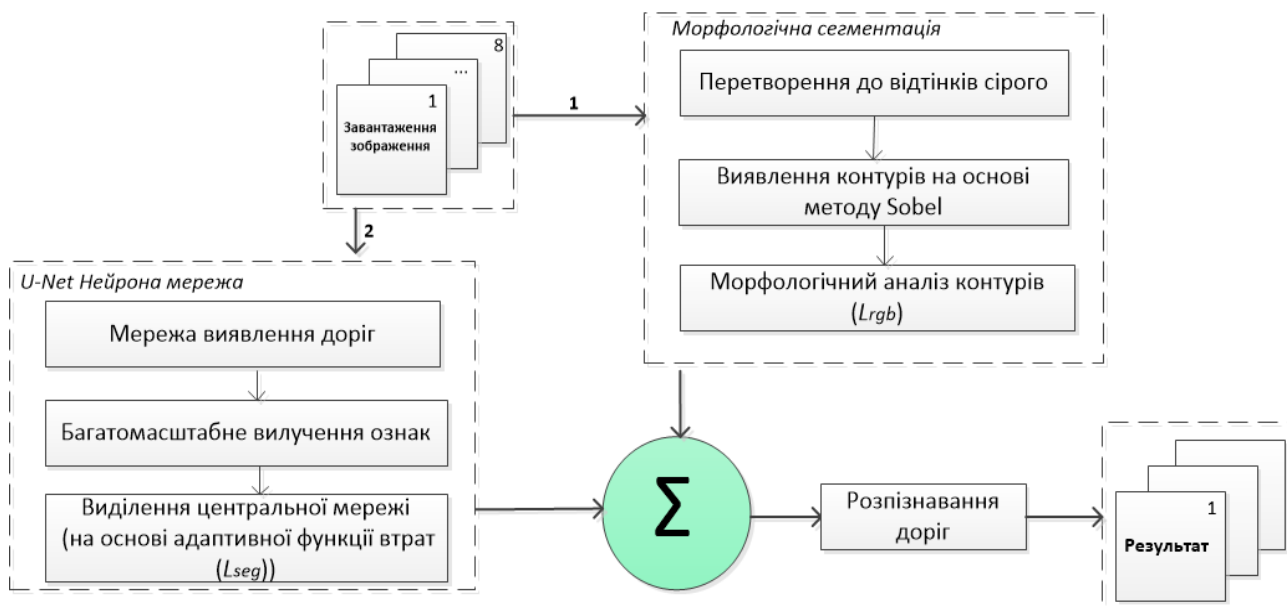 8
...
1
Завантаження
зображення
1
2
Морфологічна сегментація
Перетворення до відтінків сірого
Виявлення контурів на основі
методу Sobel
Морфологічний аналіз контурів
(Lrgb)
U-Net Нейрона мережа
Мережа виявлення доріг
Багатомасштабне вилучення ознак
Виділення центральної мережі
(на основі адаптивної функції втрат
(Lseg))
Σ
Розпізнавання
доріг
1
Результат